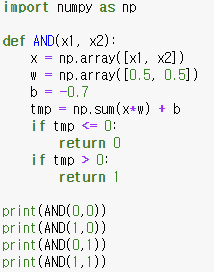 import numpy as np

def AND(x1, x2):
    x = np.array([x1, x2])
    w = np.array([0.5, 0.5])
    b = -0.7
    tmp = np.sum(x*w) + b
    if tmp <= 0:
        return 0
    if tmp > 0:
        return 1

print(AND(0,0))
print(AND(1,0))
print(AND(0,1))
print(AND(1,1))